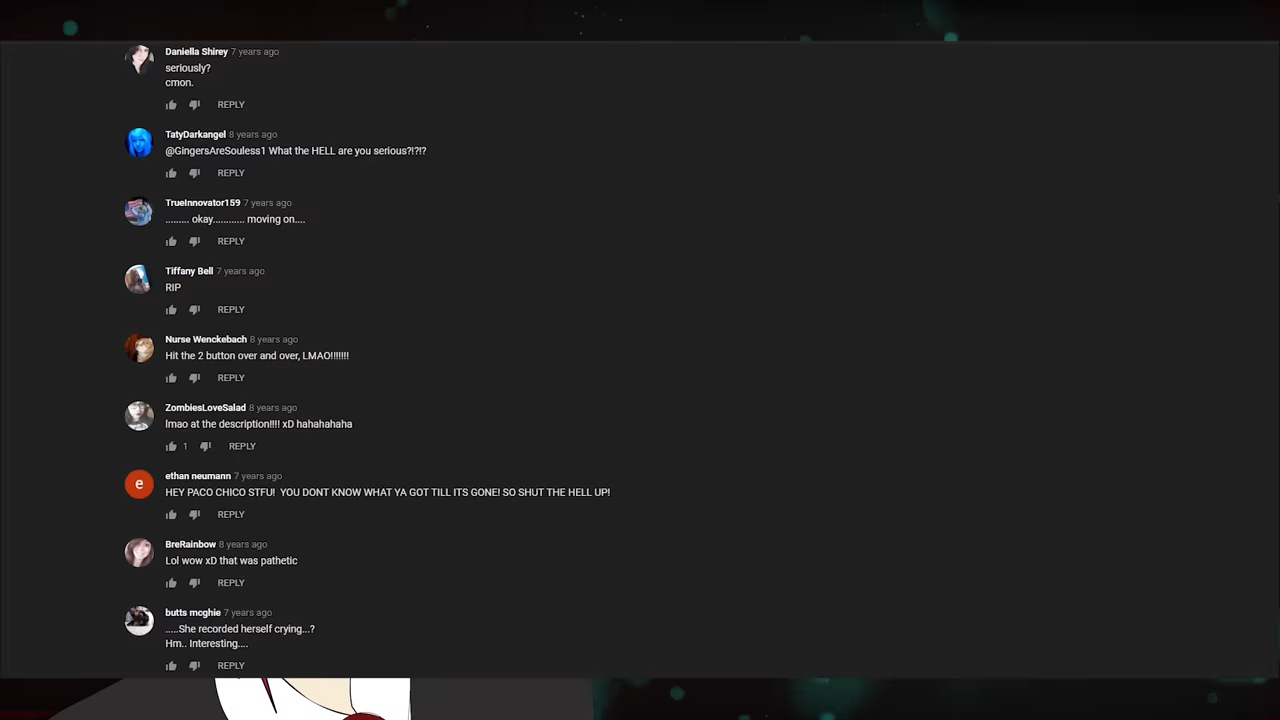 Daniella Shirey 7 years ago
seriously?
cmon.
REPLY
TatyDarkangel 8 years ago
@GingersAreSouless1 What the HELL are you serious?!?!?
REPLY
TrueInnovator159 7 years ago
......... okay............ moving on....
REPLY
Tiffany Bell 7 years ago
RIP
REPLY
Nurse Wenckebach 8 years ago
Hit the 2 button over and over, LMAO!!!!!!!
REPLY
ZombiesLoveSalad 8 years ago
lmao at the description!!!! xD hahahahaha
1 REPLY
e
ethan neumann 7 years ago
HEY PACO CHICO STFU!  YOU DONT KNOW WHAT YA GOT TILL ITS GONE! SO SHUT THE HELL UP!
REPLY
BreRainbow 8 years ago
Lol wow xD that was pathetic
REPLY
butts mcghie 7 years ago
.....She recorded herself crying...?
Hm.. Interesting....
REPLY